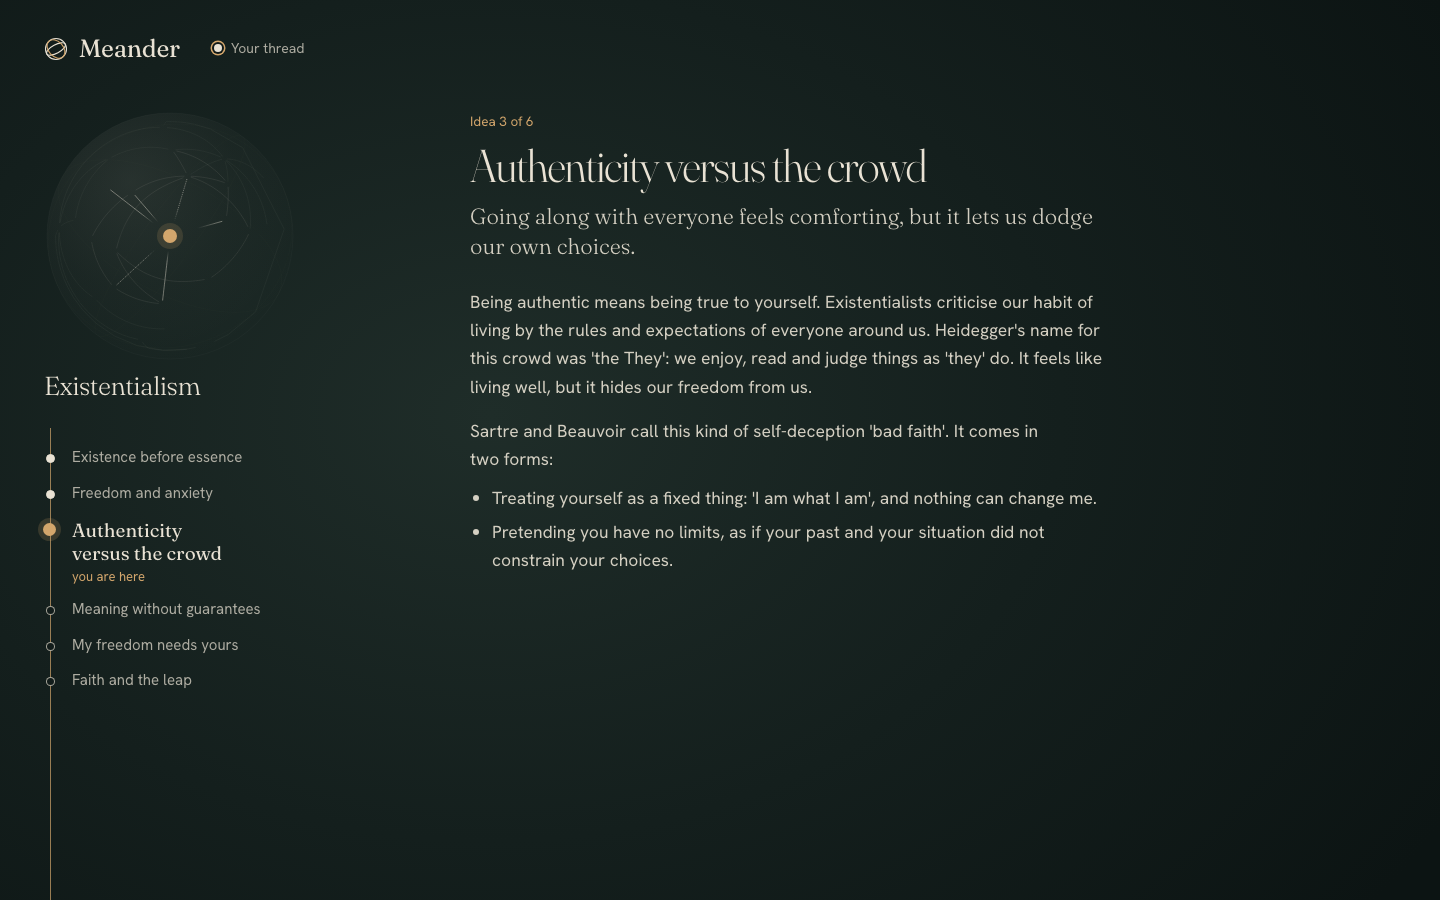 Meander
Your thread
Idea 3 of 6
Authenticity versus the crowd
Going along with everyone feels comforting, but it lets us dodge
our own choices.
Being authentic means being true to yourself. Existentialists criticise our habit of
living by the rules and expectations of everyone around us. Heidegger's name for
this crowd was 'the They': we enjoy, read and judge things as 'they' do. It feels like
living well, but it hides our freedom from us.
Sartre and Beauvoir call this kind of self-deception 'bad faith'. It comes in
two forms:
Treating yourself as a fixed thing: 'I am what I am', and nothing can change me.
Pretending you have no limits, as if your past and your situation did not
constrain your choices.
Existentialism
Existence before essence
Freedom and anxiety
Authenticity
versus the crowd
you are here
Meaning without guarantees
My freedom needs yours
Faith and the leap